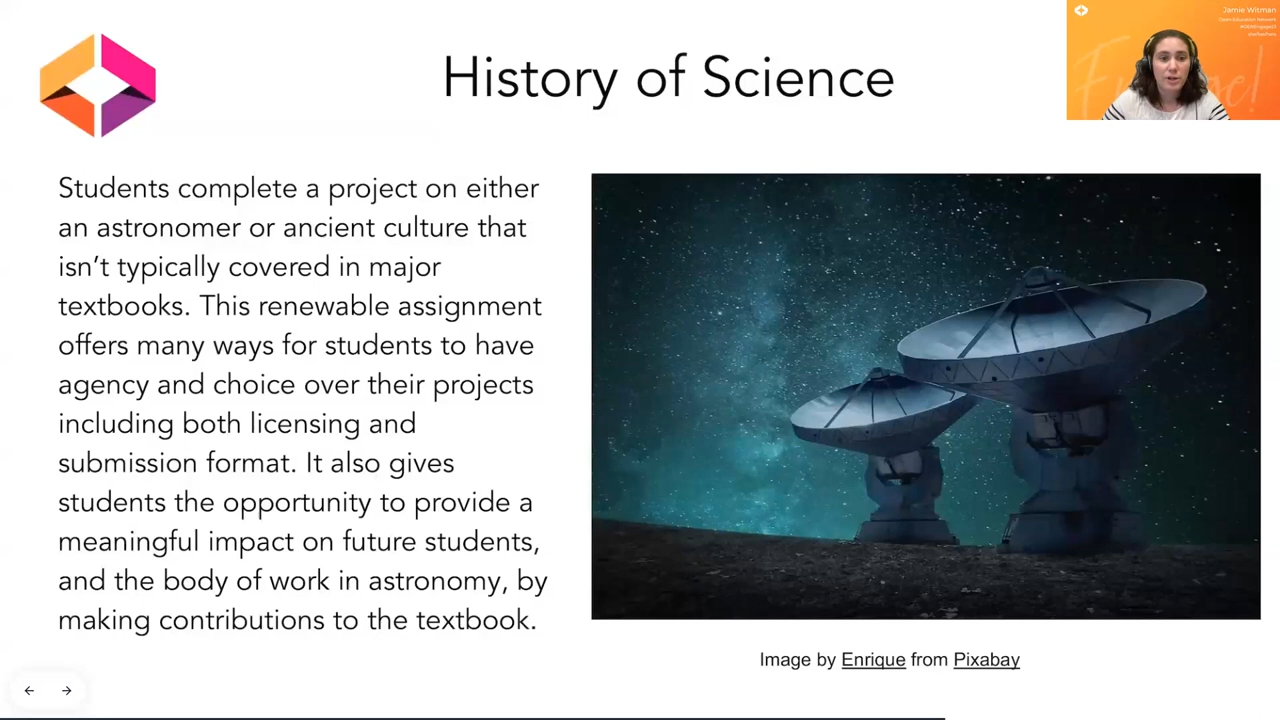 History of Science
Jamie Witman
Students complete a project on either
an astronomer or ancient culture that
isn’t typically covered in major
textbooks. This renewable assignment
offers many ways for students to have
agency and choice over their projects
including both licensing and
submission format. It also gives
students the opportunity to provide a
meaningful impact on future students,
and the body of work in astronomy, by
making contributions to the textbook.
Image by Enrique from Pixabay